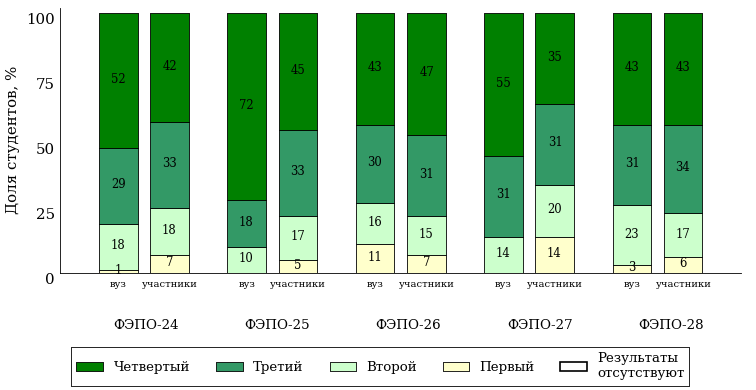 Доля студентов, %
100
75
50
25
0
52 29 18 1
42 33 18 7
72 18 10
45 33 17 5
43 30 16 11
47 31 15 7
55 31 14
35 31 20 14
43 31 23 3
43 34 17 6
вуз участники вуз участники вуз участники вуз участники вуз участники
ФЭПО-24 ФЭПО-25 ФЭПО-26 ФЭПО-27 ФЭПО-28
Четвертый Третий Второй Первый Результаты
отсутствуют